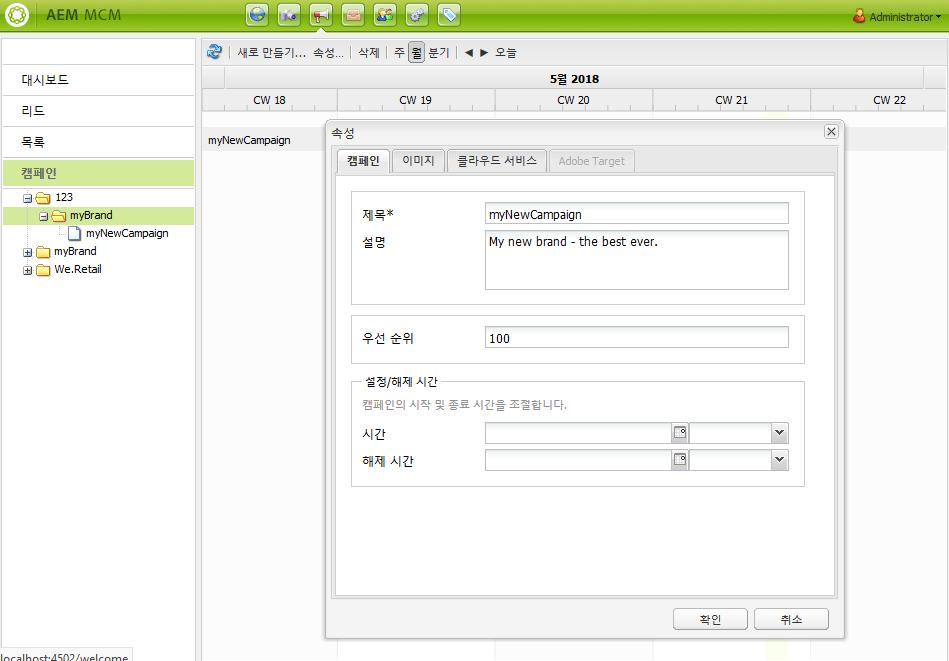 AEM MCM
Administrator
새로 만들기... 속성... 삭제 주 월 분기 오늘
대시보드
리드
목록
캠페인
123
myBrand
myNewCampaign
myBrand
We.Retail
5월 2018
CW 18 CW 19 CW 20 CW 21 CW 22
myNewCampaign
속성
캠페인 이미지 클라우드 서비스 Adobe Target
제목* myNewCampaign
설명 My new brand - the best ever.
우선 순위 100
설정/해제 시간
캠페인의 시작 및 종료 시간을 조절합니다.
시간
해제 시간
확인 취소
localhost:4502/welcome